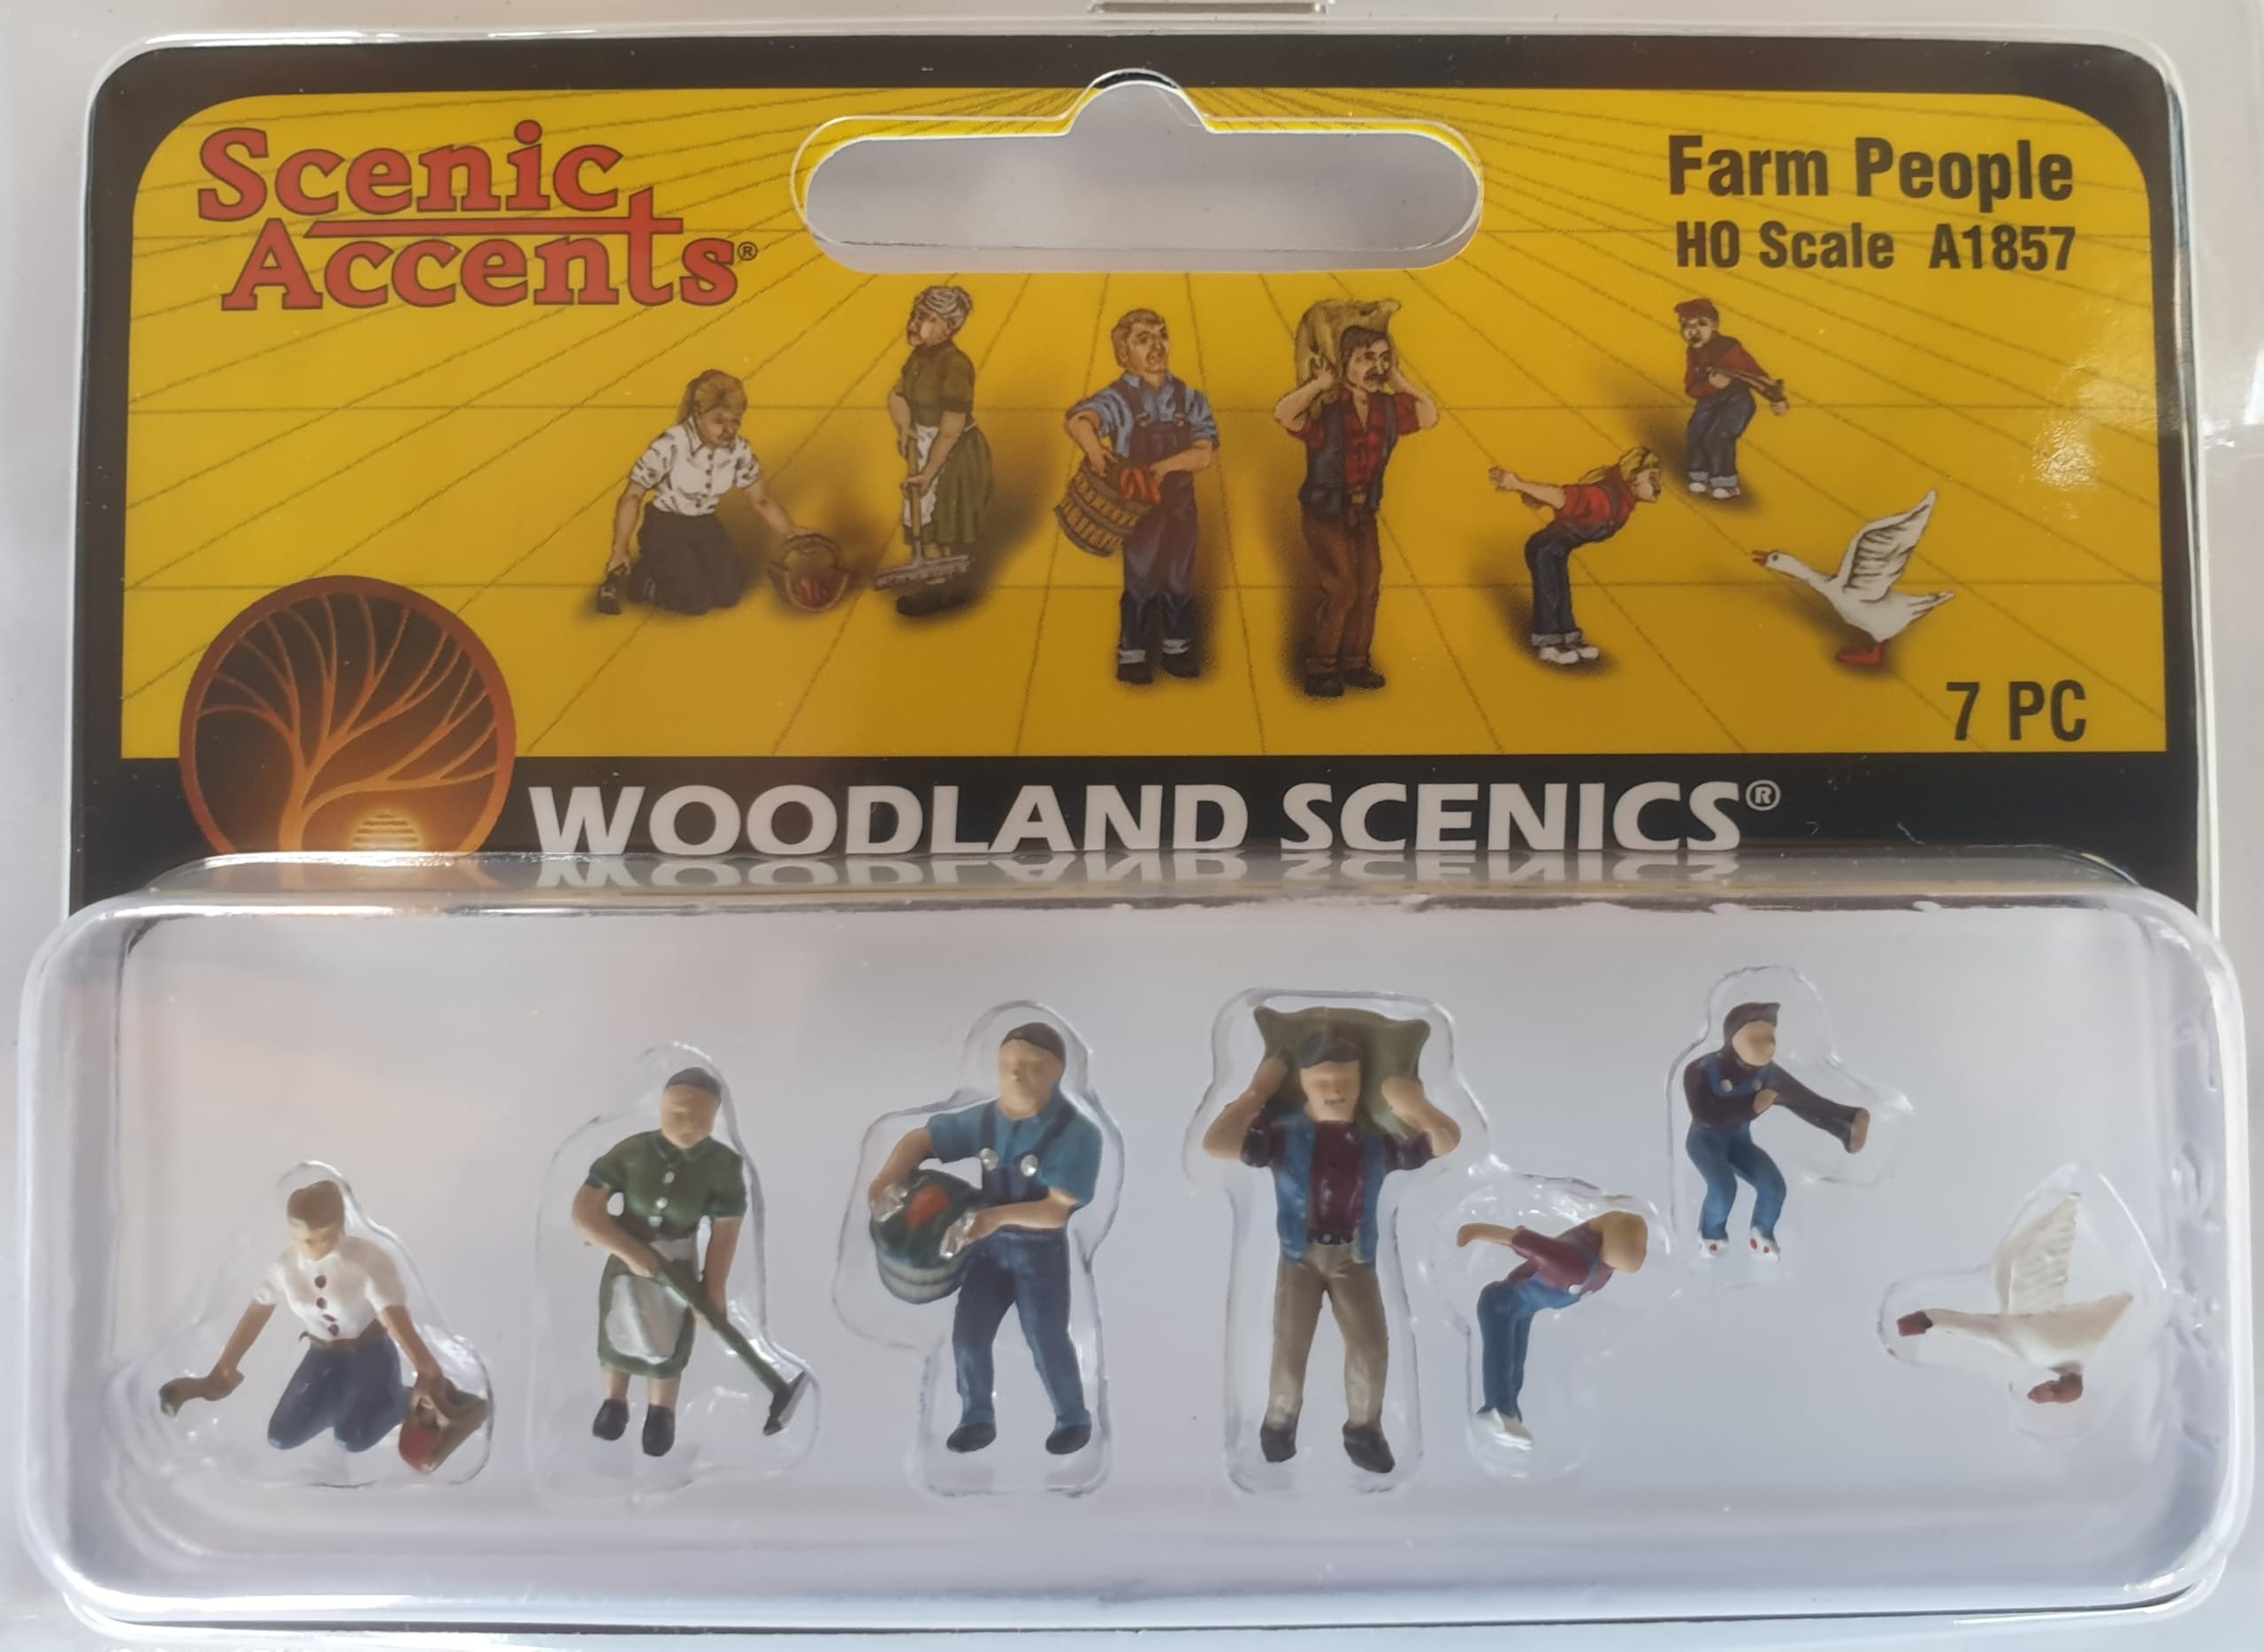 Scenic
Accents®
Farm People
HO Scale A1857
7 PC
WOODLAND SCENICS®